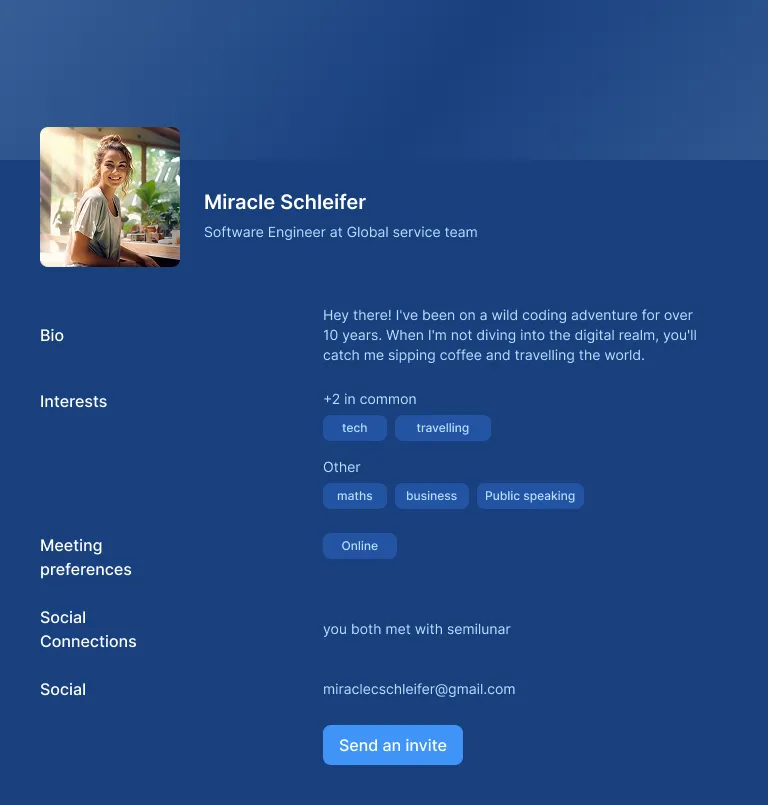 Miracle Schleifer
Software Engineer at Global service team
Bio
Hey there! I've been on a wild coding adventure for over
10 years. When I'm not diving into the digital realm, you'll
catch me sipping coffee and travelling the world.
Interests
+2 in common
tech travelling
Other
maths business Public speaking
Meeting
preferences
Online
Social
Connections
you both met with semilunar
Social
miraclecschleifer@gmail.com
Send an invite